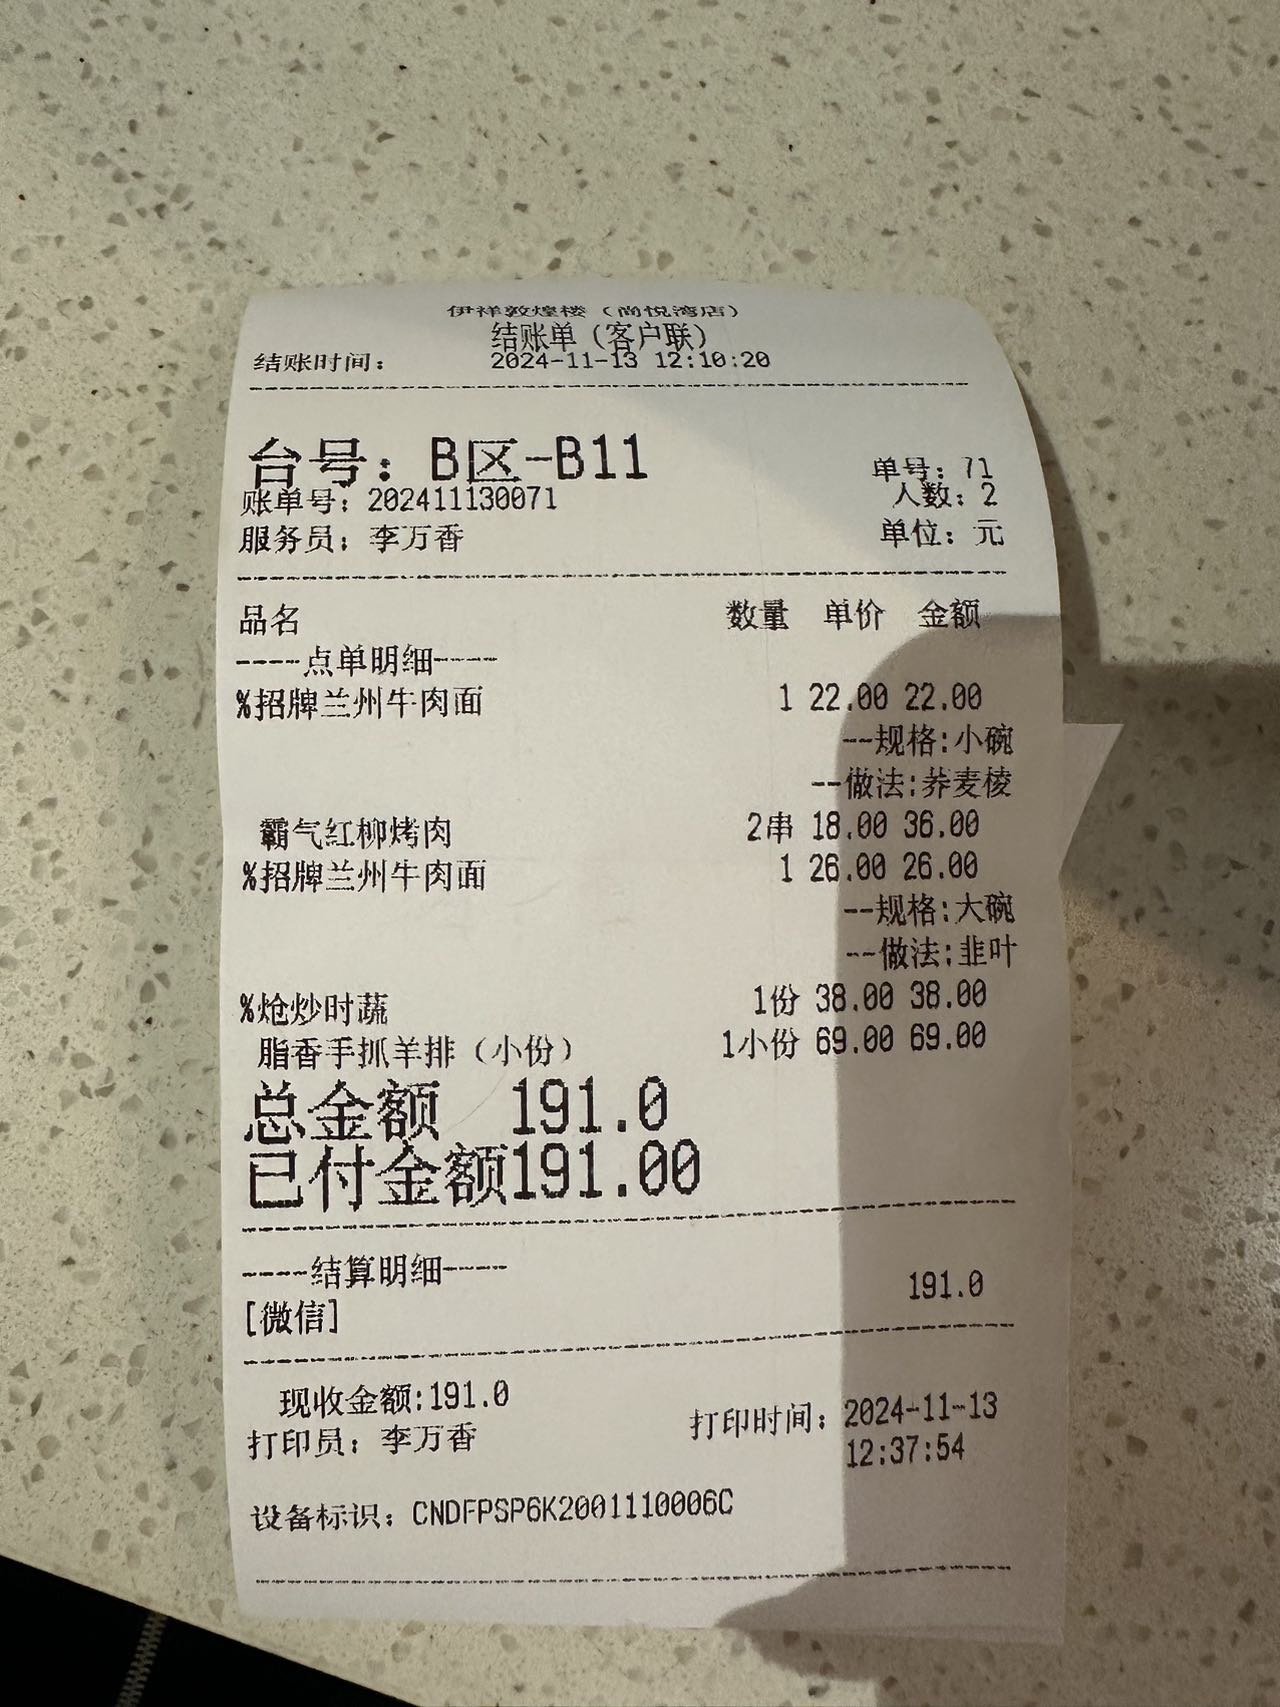 伊祥敦煌楼（尚悦湾店）
结账单（客户联）
结账时间： 2024-11-13 12:10:20
台号：B区-B11 单号：71
账单号：202411130071 人数：2
服务员：李万香 单位：元
品名 数量 单价 金额
----点单明细----
%招牌兰州牛肉面 1 22.00 22.00
--规格:小碗
--做法:荞麦棱
霸气红柳烤肉 2串 18.00 36.00
%招牌兰州牛肉面 1 26.00 26.00
--规格:大碗
--做法:韭叶
%炝炒时蔬 1份 38.00 38.00
脂香手抓羊排（小份） 1小份 69.00 69.00
总金额 191.0
已付金额191.00
----结算明细----
[微信] 191.0
现收金额:191.0
打印员：李万香 打印时间：2024-11-13
12:37:54
设备标识：CNDFPSP6K2001110006C